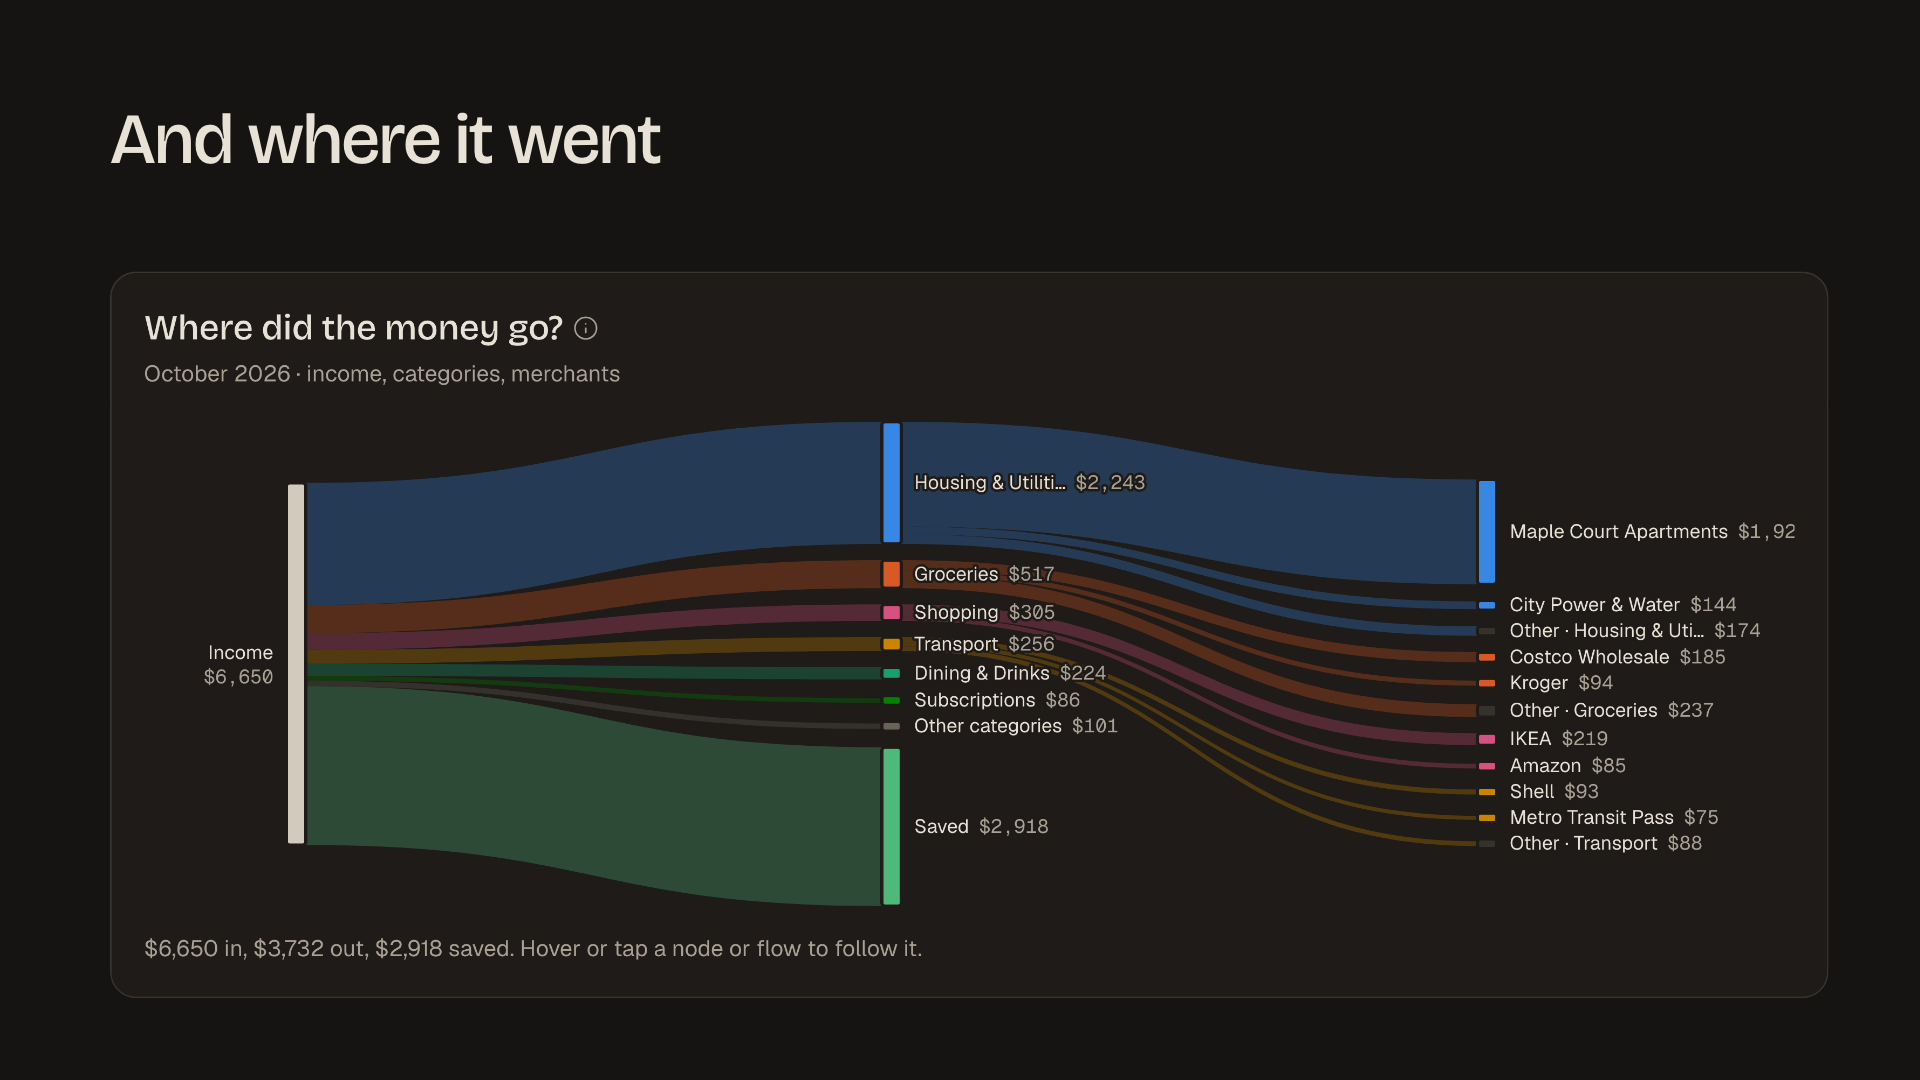 And where it went
Where did the money go?
October 2026 · income, categories, merchants
Income
$6,650
Housing & Utiliti… $2,243
Groceries $517
Shopping $305
Transport $256
Dining & Drinks $224
Subscriptions $86
Other categories $101
Saved $2,918
Maple Court Apartments $1,92
City Power & Water $144
Other · Housing & Uti… $174
Costco Wholesale $185
Kroger $94
Other · Groceries $237
IKEA $219
Amazon $85
Shell $93
Metro Transit Pass $75
Other · Transport $88
$6,650 in, $3,732 out, $2,918 saved. Hover or tap a node or flow to follow it.